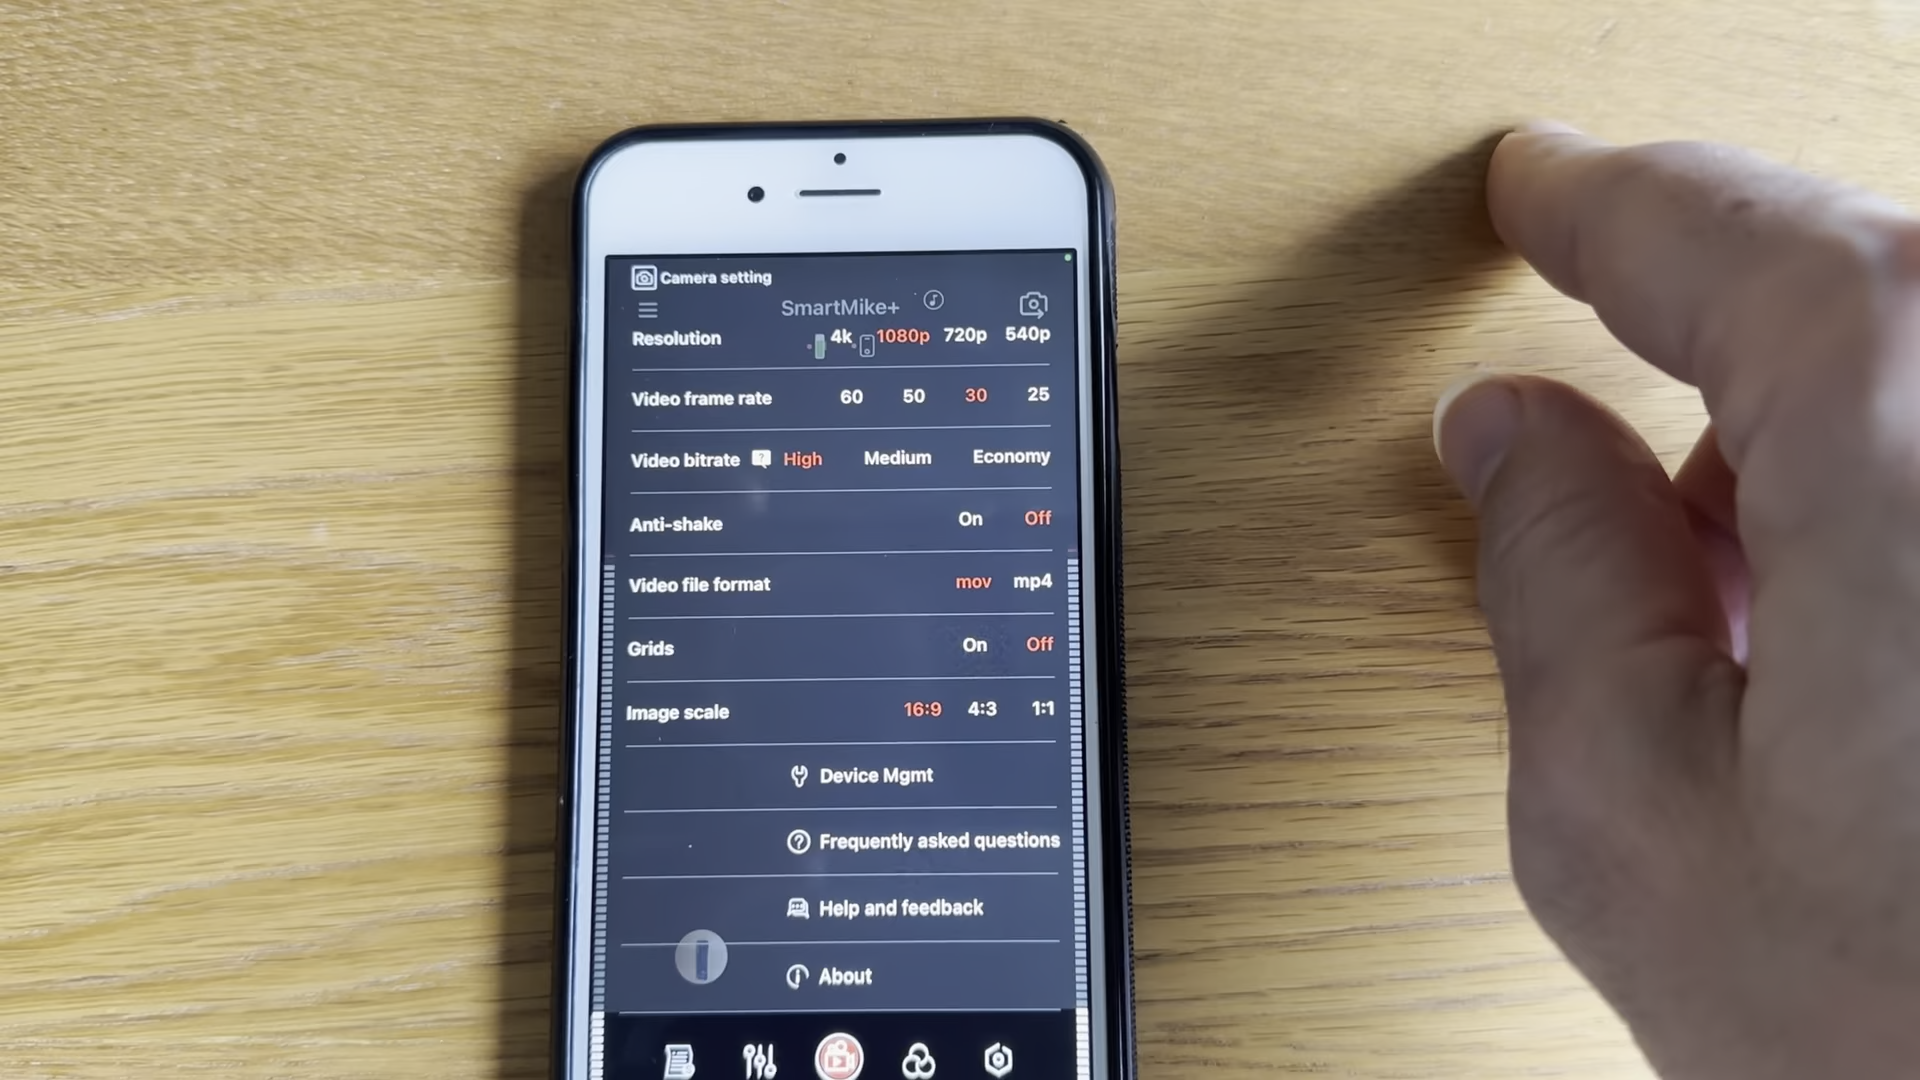 Camera setting
SmartMike+
Resolution 4k 1080p 720p 540p
Video frame rate 60 50 30 25
Video bitrate ? High Medium Economy
Anti-shake On Off
Video file format mov mp4
Grids On Off
Image scale 16:9 4:3 1:1
Device Mgmt
? Frequently asked questions
Help and feedback
About